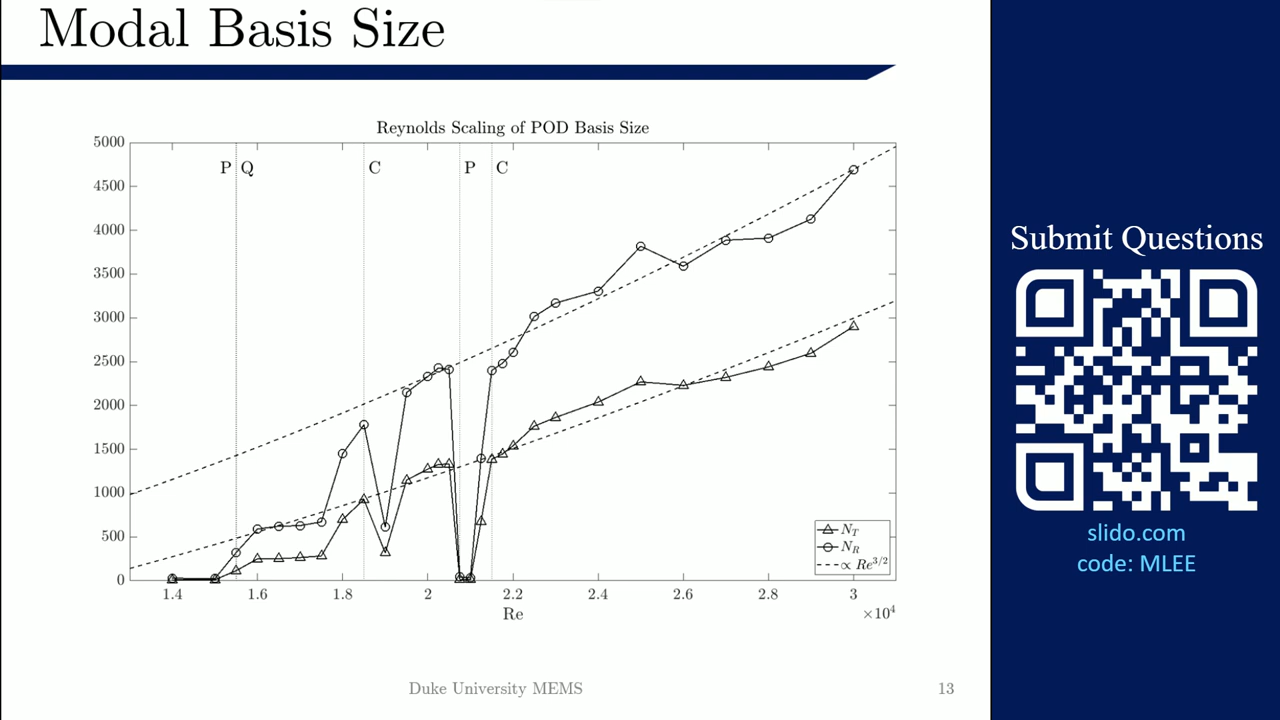 Modal Basis Size
Reynolds Scaling of POD Basis Size
5000
4500
4000
3500
3000
2500
2000
1500
1000
500
0
P Q C P C
N_T
N_R
∝ Re^{3/2}
1.4 1.6 1.8 2 2.2 2.4 2.6 2.8 3
×10⁴
Re
Duke University MEMS
13
Submit Questions
slido.com
code: MLEE